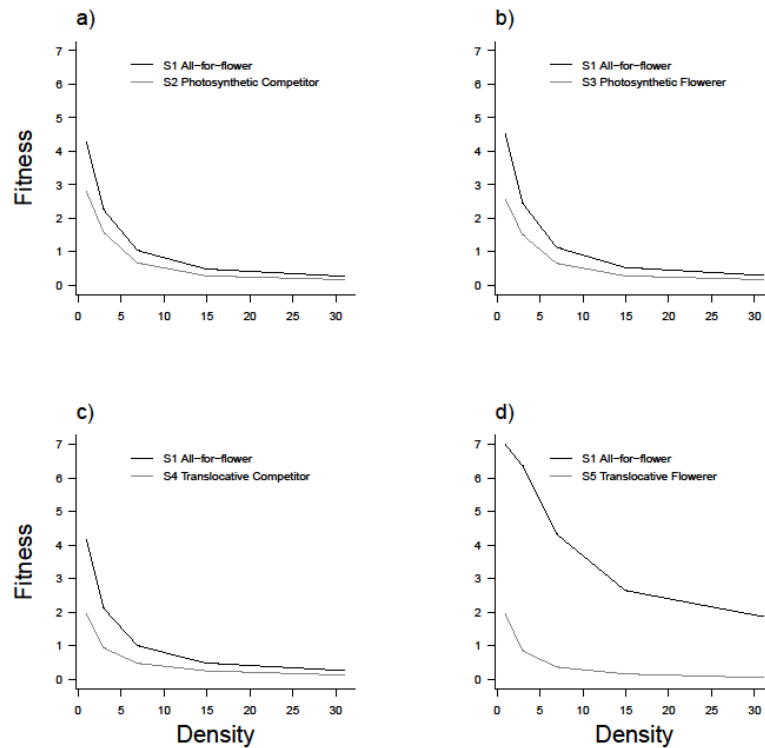 a)
7
6
5
4
3
2
1
0
Fitness
S1 All-for-flower
S2 Photosynthetic Competitor
0 5 10 15 20 25 30
b)
7
6
5
4
3
2
1
0
S1 All-for-flower
S3 Photosynthetic Flowerer
0 5 10 15 20 25 30
c)
7
6
5
4
3
2
1
0
Fitness
S1 All-for-flower
S4 Translocative Competitor
0 5 10 15 20 25 30
Density
d)
7
6
5
4
3
2
1
0
S1 All-for-flower
S5 Translocative Flowerer
0 5 10 15 20 25 30
Density